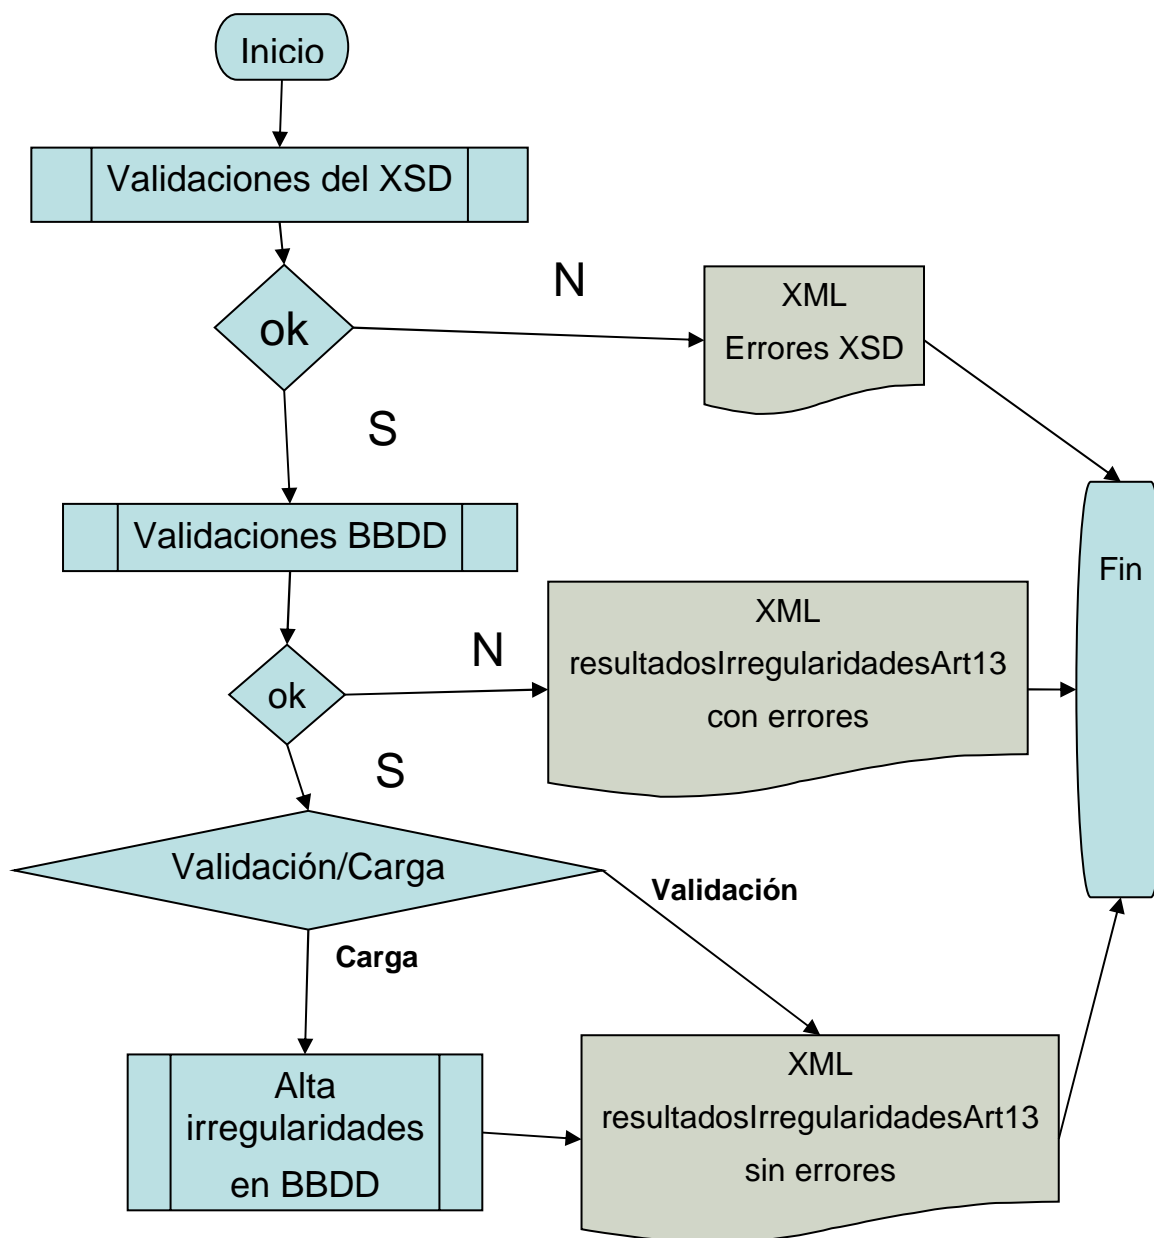 Inicio
Validaciones del XSD
ok
N
XML
Errores XSD
S
Validaciones BBDD
Fin
ok
N
XML
resultadosIrregularidadesArt13
con errores
S
Validación/Carga
Validación
Carga
Alta
irregularidades
en BBDD
XML
resultadosIrregularidadesArt13
sin errores